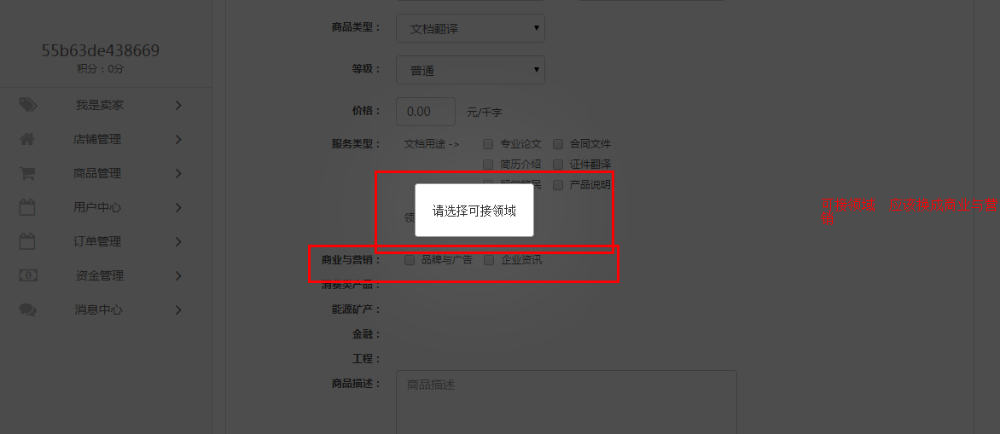 55b63de438669
积分：0分
我是卖家
店铺管理
商品管理
用户中心
订单管理
资金管理
消息中心
商品类型： 文档翻译
等级： 普通
价格： 0.00 元/千字
服务类型： 文档用途 -> 专业论文 合同文件
简历介绍 证件翻译
产品说明
请选择可接领域
商业与营销： 品牌与广告 企业资讯
消费类产品：
能源矿产：
金融：
工程：
商品描述： 商品描述